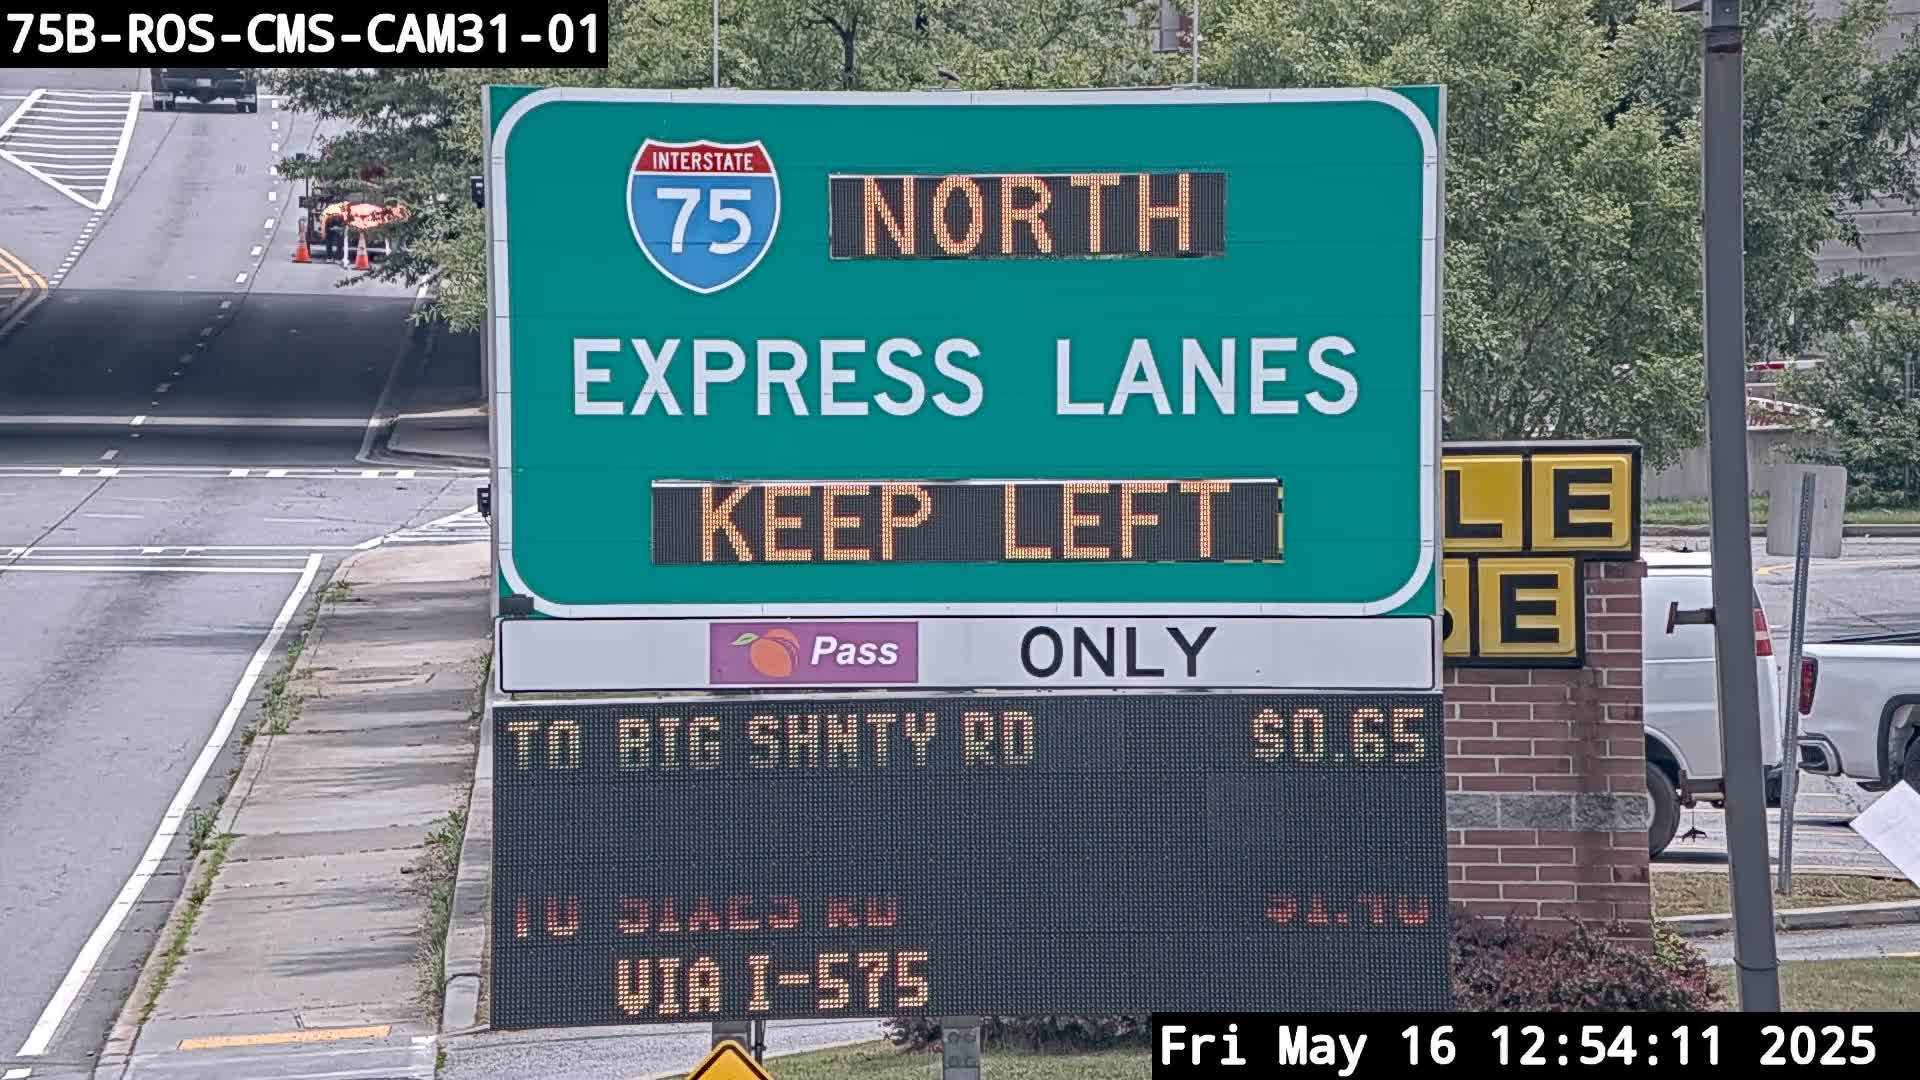 75B-ROS-CMS-CAM31-01
INTERSTATE
75
NORTH
EXPRESS LANES
KEEP LEFT
LE
E
Pass ONLY
TO BIG SHNTY RD $0.65
VIA I-575
Fri May 16 12:54:11 2025